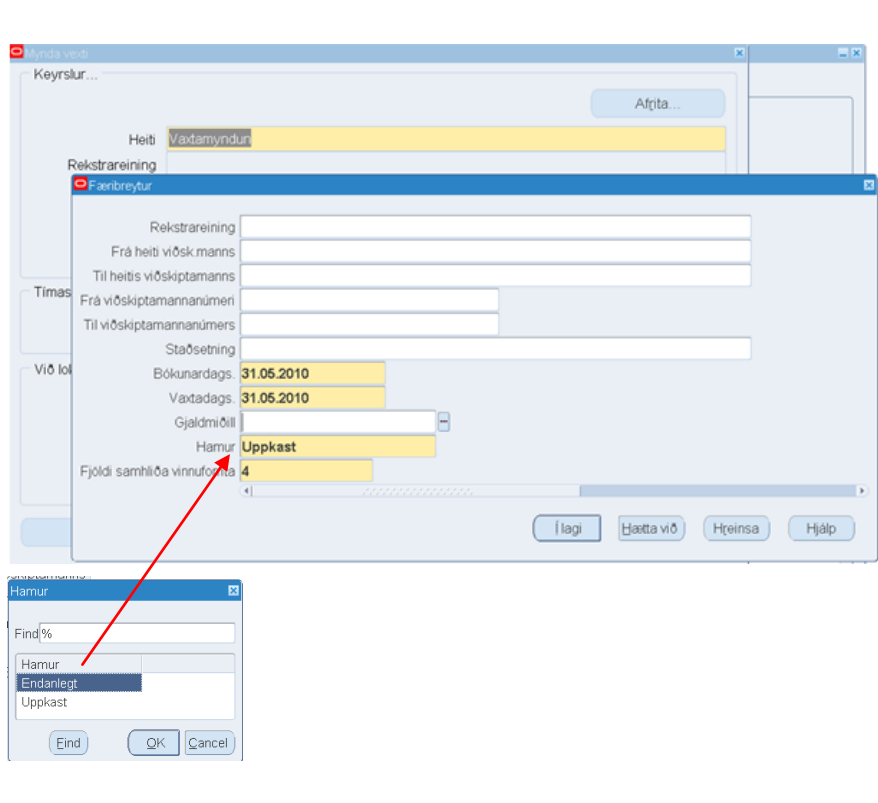 Mynda vexti
Keyrslur...
Afrita...
Heiti Vaxtamyndun
Rekstrareining
Færibreytur
Rekstrareining
Frá heiti viðsk.manns
Til heitis viðskiptamanns
Tímas
Frá viðskiptamannanúmeri
Til viðskiptamannanúmers
Staðsetning
Við lok
Bókunardags. 31.05.2010
Vaxtadags. 31.05.2010
Gjaldmiðill
Hamur Uppkast
Fjöldi samhliða vinnuforrita 4
Í lagi Hætta við Hreinsa Hjálp
skiptamanns
Hamur
Find %
Hamur
Endanlegt
Uppkast
Find OK Cancel